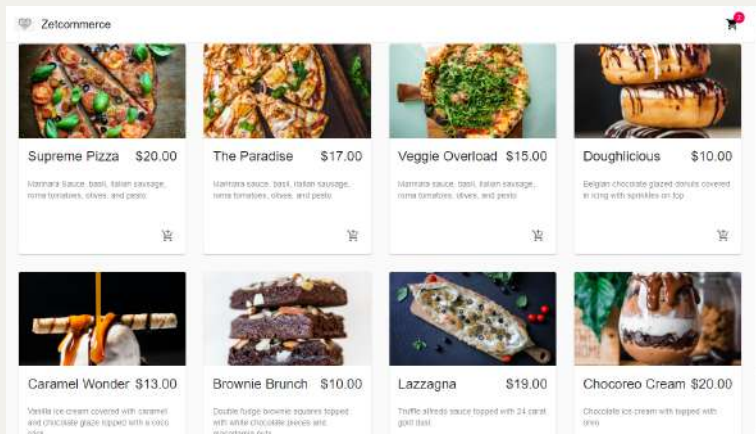 Zetcommerce
2
Supreme Pizza $20.00
Marinara Sauce, basil, Italian sausage,
roma tomatoes, olives, and pesto
The Paradise $17.00
Marinara sauce, basil, Italian sausage,
roma tomatoes, olives, and pesto
Veggie Overload $15.00
Marinara sauce, basil, Italian sausage,
roma tomatoes, olives, and pesto
Doughlicious $10.00
Belgian chocolate glazed donuts covered
in icing with sprinkles on top
Caramel Wonder $13.00
Vanilla ice cream covered with caramel
and chocolate glaze topped with a coco
Brownie Brunch $10.00
Double fudge brownie squares topped
with white chocolate pieces and
macadamia nuts
Lazzagna $19.00
Truffle alfredo sauce topped with 24 carat
gold dust
Chocoreo Cream $20.00
Chocolate ice cream with topped with
oreo